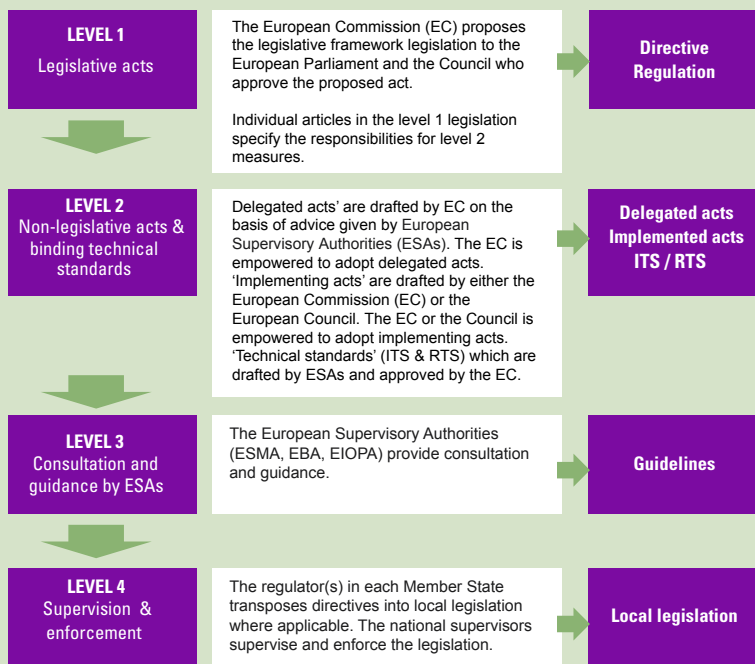 LEVEL 1
Legislative acts
The European Commission (EC) proposes
the legislative framework legislation to the
European Parliament and the Council who
approve the proposed act.
Individual articles in the level 1 legislation
specify the responsibilities for level 2
measures.
Directive
Regulation
LEVEL 2
Non-legislative acts &
binding technical
standards
Delegated acts’ are drafted by EC on the
basis of advice given by European
Supervisory Authorities (ESAs). The EC is
empowered to adopt delegated acts.
‘Implementing acts’ are drafted by either the
European Commission (EC) or the
European Council. The EC or the Council is
empowered to adopt implementing acts.
‘Technical standards’ (ITS & RTS) which are
drafted by ESAs and approved by the EC.
Delegated acts
Implemented acts
ITS / RTS
LEVEL 3
Consultation and
guidance by ESAs
The European Supervisory Authorities
(ESMA, EBA, EIOPA) provide consultation
and guidance.
Guidelines
LEVEL 4
Supervision &
enforcement
The regulator(s) in each Member State
transposes directives into local legislation
where applicable. The national supervisors
supervise and enforce the legislation.
Local legislation